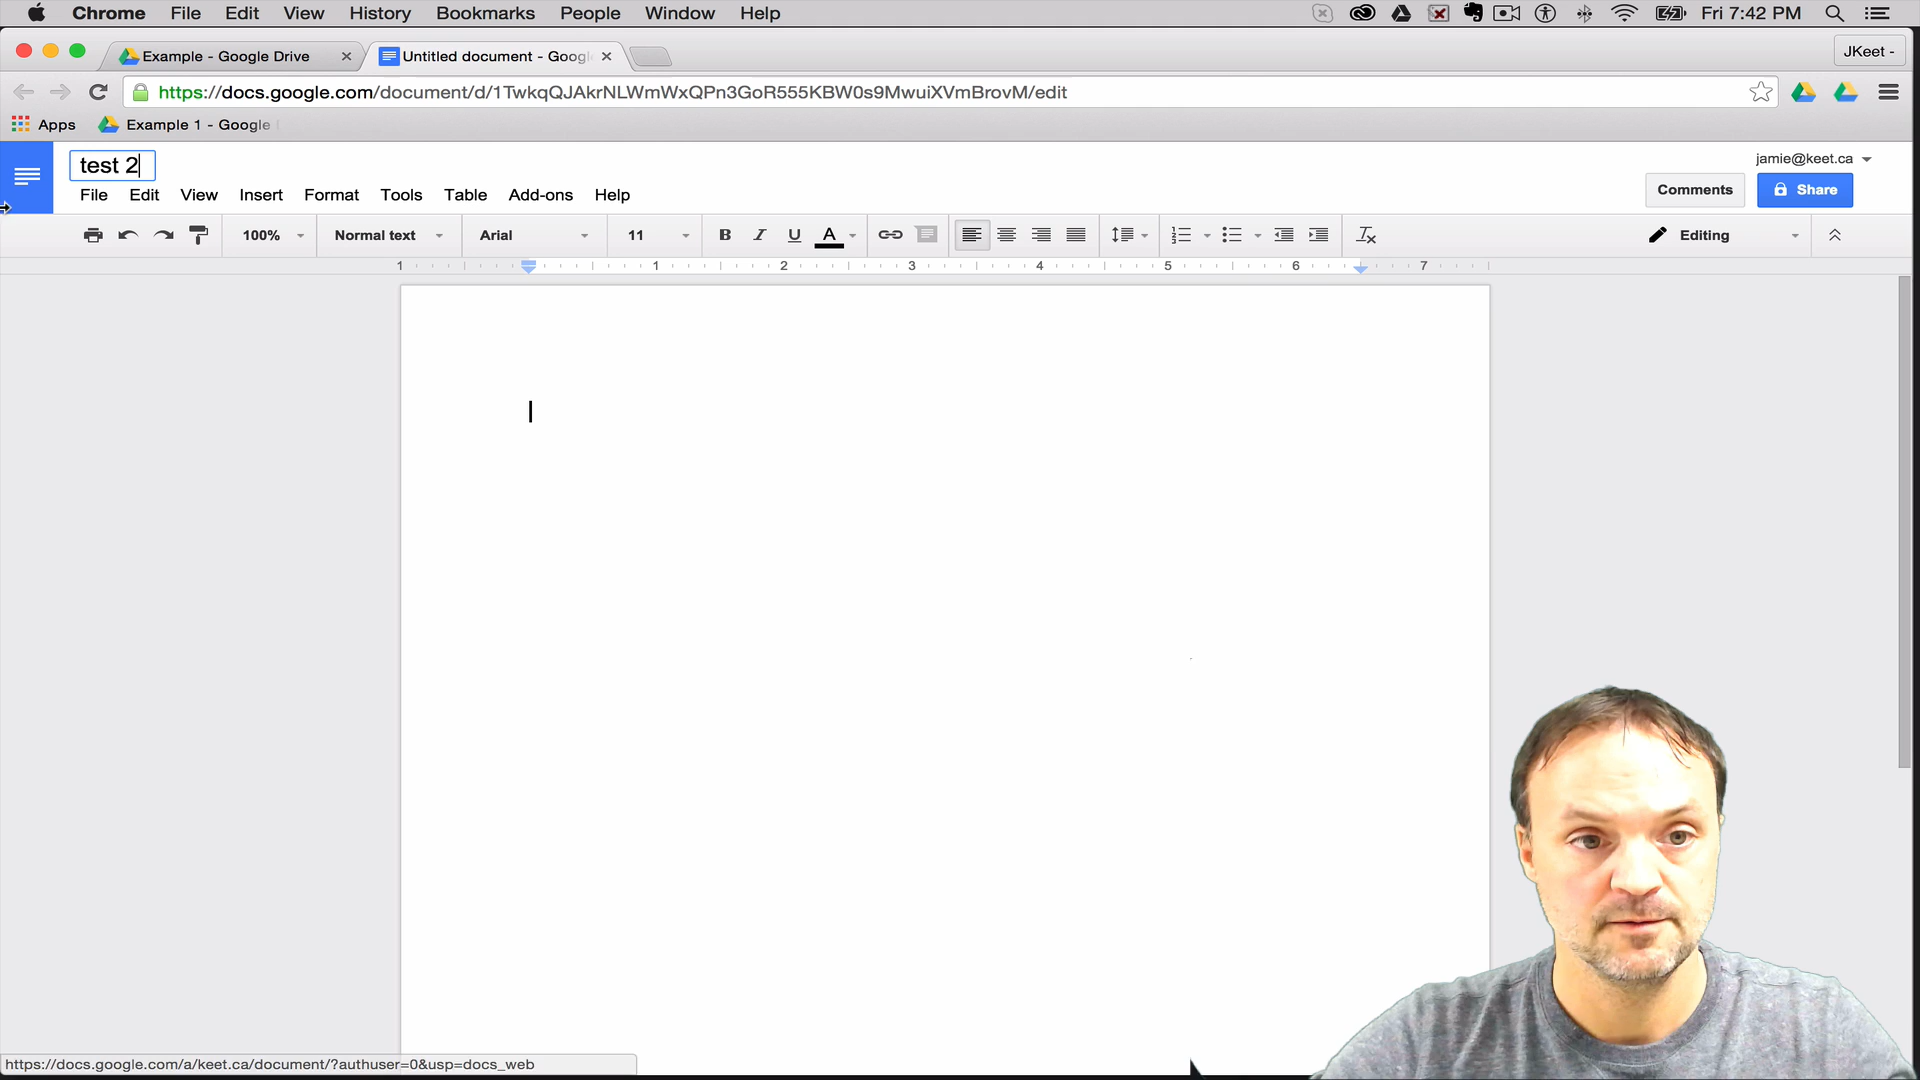 Chrome File Edit View History Bookmarks People Window Help Fri 7:42 PM
Example - Google Drive Untitled document - Goog JKeet -
https://docs.google.com/document/d/1TwkqQJAkrNLWmWxQPn3GoR555KBW0s9MwuiXVmBrovM/edit
Apps Example 1 - Google
test 2 jamie@keet.ca
File Edit View Insert Format Tools Table Add-ons Help Comments Share
100% Normal text Arial 11 B I U A Editing
1 1 2 3 4 5 6 7
https://docs.google.com/a/keet.ca/document/?authuser=0&usp=docs_web